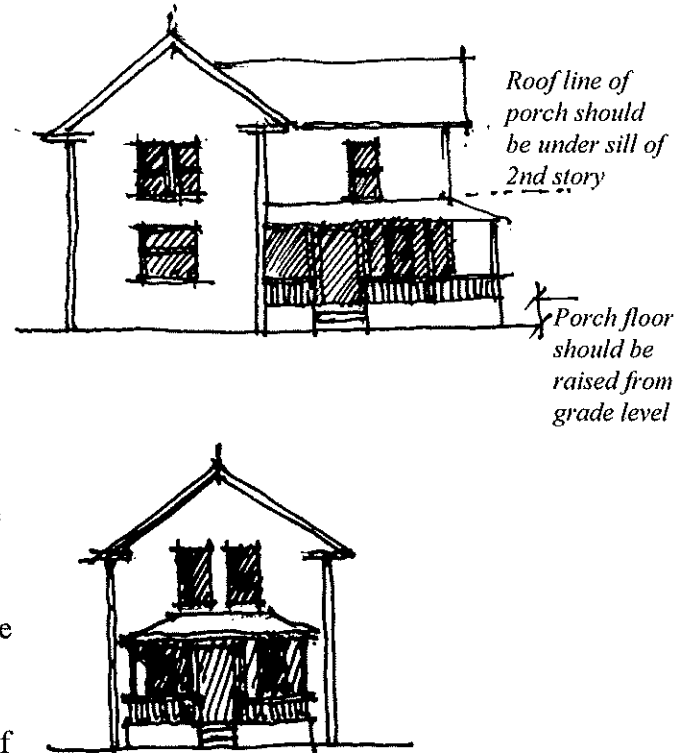 Roof line of
porch should
be under sill of
2nd story
Porch floor
should be
raised from
grade level
e
f